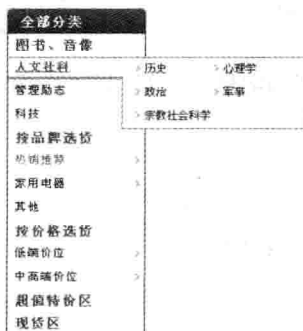 全部分类
图书、音像
人文社科
历史 心理学
管理励志
政治 军事
科技
宗教社会科学
按品牌选货
热销推荐
家用电器
其他
按价格选货
低端价位
中高端价位
超值特价区
现货区